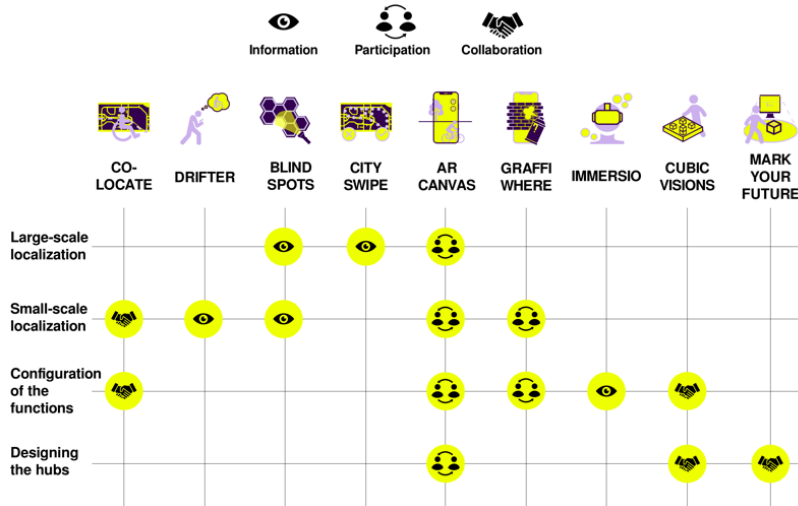 Information
Participation
Collaboration
CO-
LOCATE
DRIFTER
BLIND
SPOTS
CITY
SWIPE
AR
CANVAS
GRAFFI
WHERE
IMMERSIO
CUBIC
VISIONS
MARK
YOUR
FUTURE
Large-scale
localization
Small-scale
localization
Configuration
of the
functions
Designing
the hubs